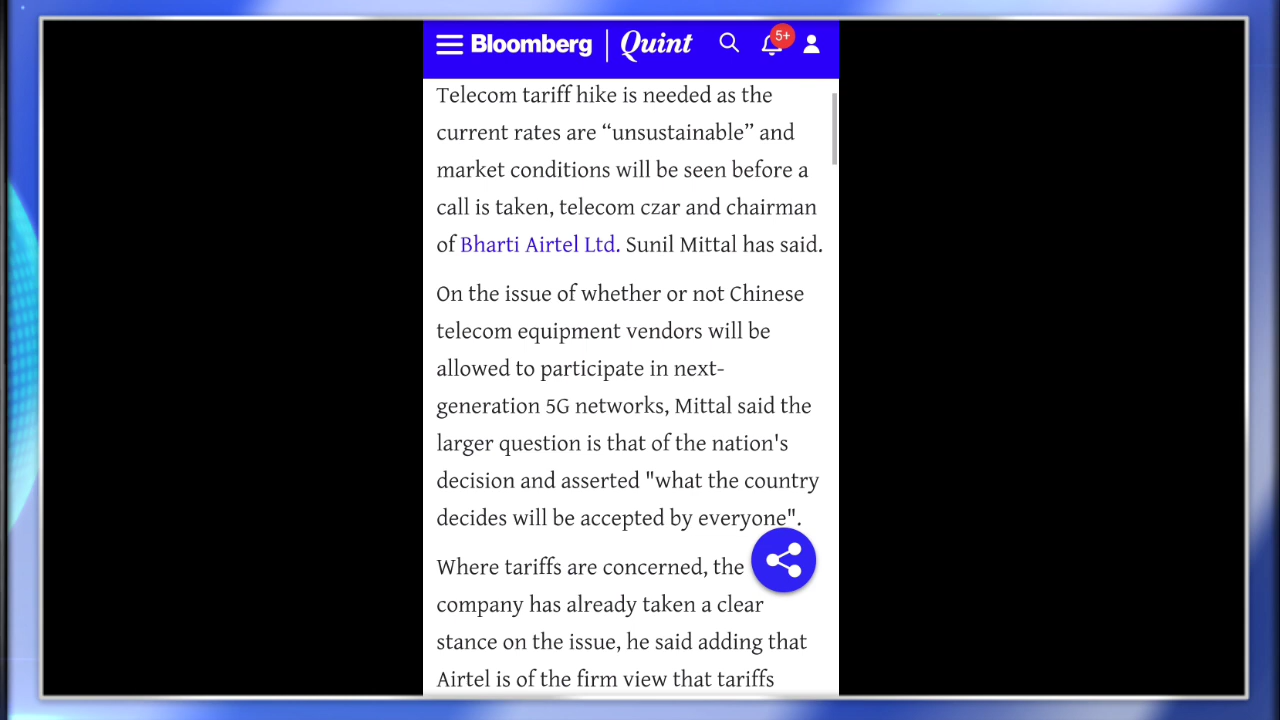 Bloomberg | Quint
5+
Telecom tariff hike is needed as the
current rates are “unsustainable” and
market conditions will be seen before a
call is taken, telecom czar and chairman
of Bharti Airtel Ltd. Sunil Mittal has said.
On the issue of whether or not Chinese
telecom equipment vendors will be
allowed to participate in next-
generation 5G networks, Mittal said the
larger question is that of the nation's
decision and asserted "what the country
decides will be accepted by everyone".
Where tariffs are concerned, the
company has already taken a clear
stance on the issue, he said adding that
Airtel is of the firm view that tariffs